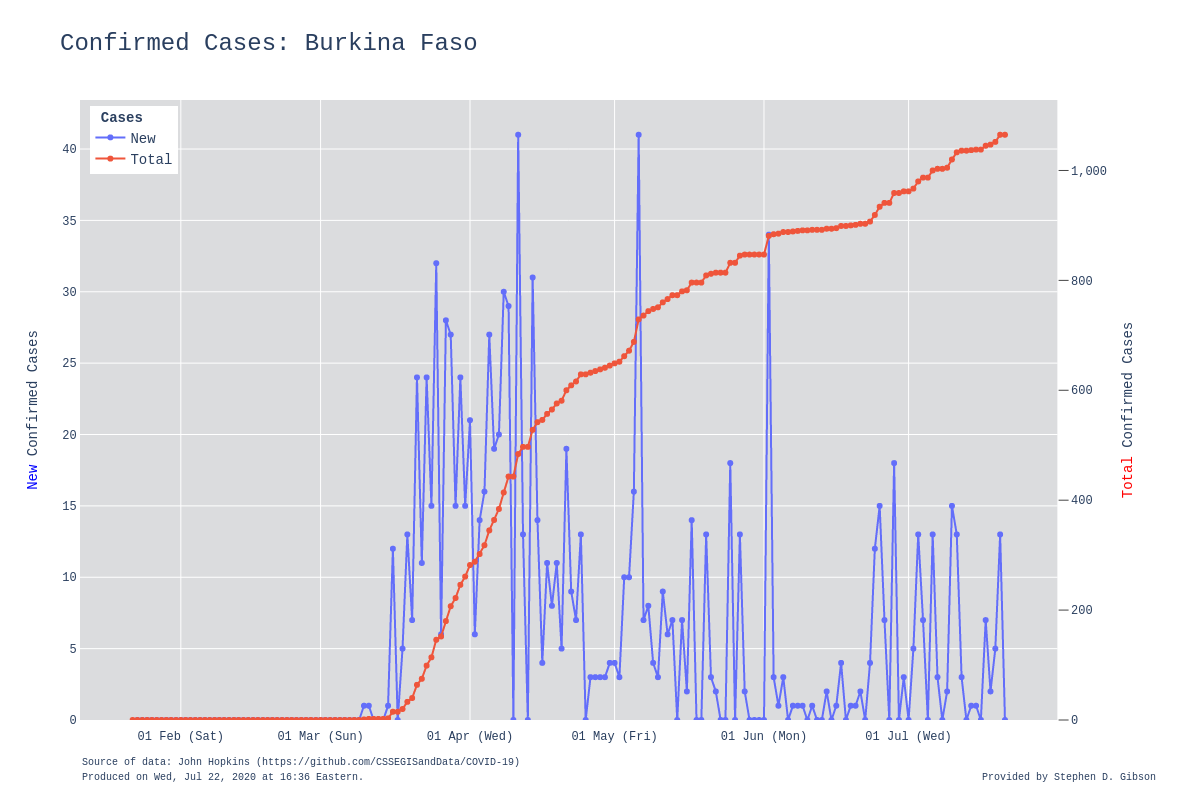 Confirmed Cases: Burkina Faso
Cases
New
Total
40
35
30
25
20
15
10
5
0
1,000
800
600
400
200
0
New Confirmed Cases
Total Confirmed Cases
01 Feb (Sat)
01 Mar (Sun)
01 Apr (Wed)
01 May (Fri)
01 Jun (Mon)
01 Jul (Wed)
Source of data: John Hopkins (https://github.com/CSSEGISandData/COVID-19)
Produced on Wed, Jul 22, 2020 at 16:36 Eastern.
Provided by Stephen D. Gibson